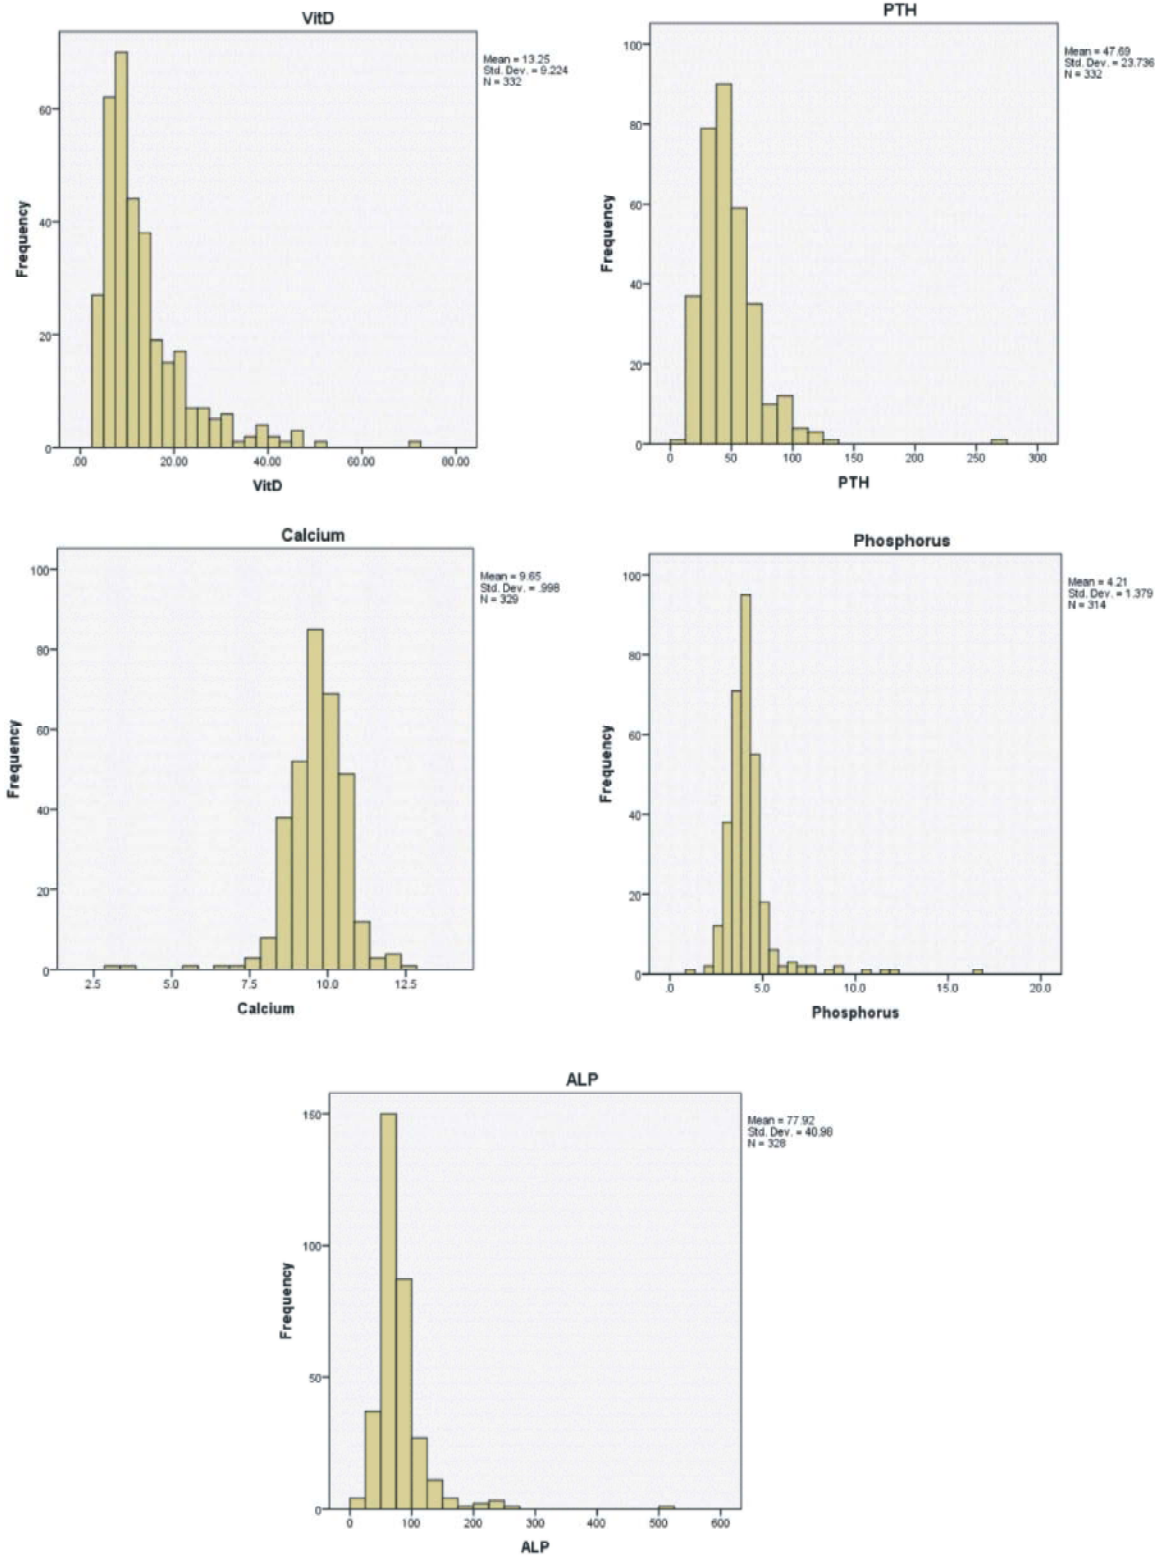 VitD
Mean = 13.25
Std. Dev. = 9.224
N = 332
60
40
20
0
Frequency
.00 20.00 40.00 60.00 80.00
VitD
PTH
Mean = 47.69
Std. Dev. = 23.736
N = 332
100
80
60
40
20
0
Frequency
0 50 100 150 200 250 300
PTH
Calcium
Mean = 9.65
Std. Dev. = .998
N = 329
100
80
60
40
20
0
Frequency
2.5 5.0 7.5 10.0 12.5
Calcium
Phosphorus
Mean = 4.21
Std. Dev. = 1.379
N = 314
100
80
60
40
20
0
Frequency
.0 5.0 10.0 15.0 20.0
Phosphorus
ALP
Mean = 77.92
Std. Dev. = 40.98
N = 328
150
100
50
0
Frequency
0 100 200 300 400 500 600
ALP